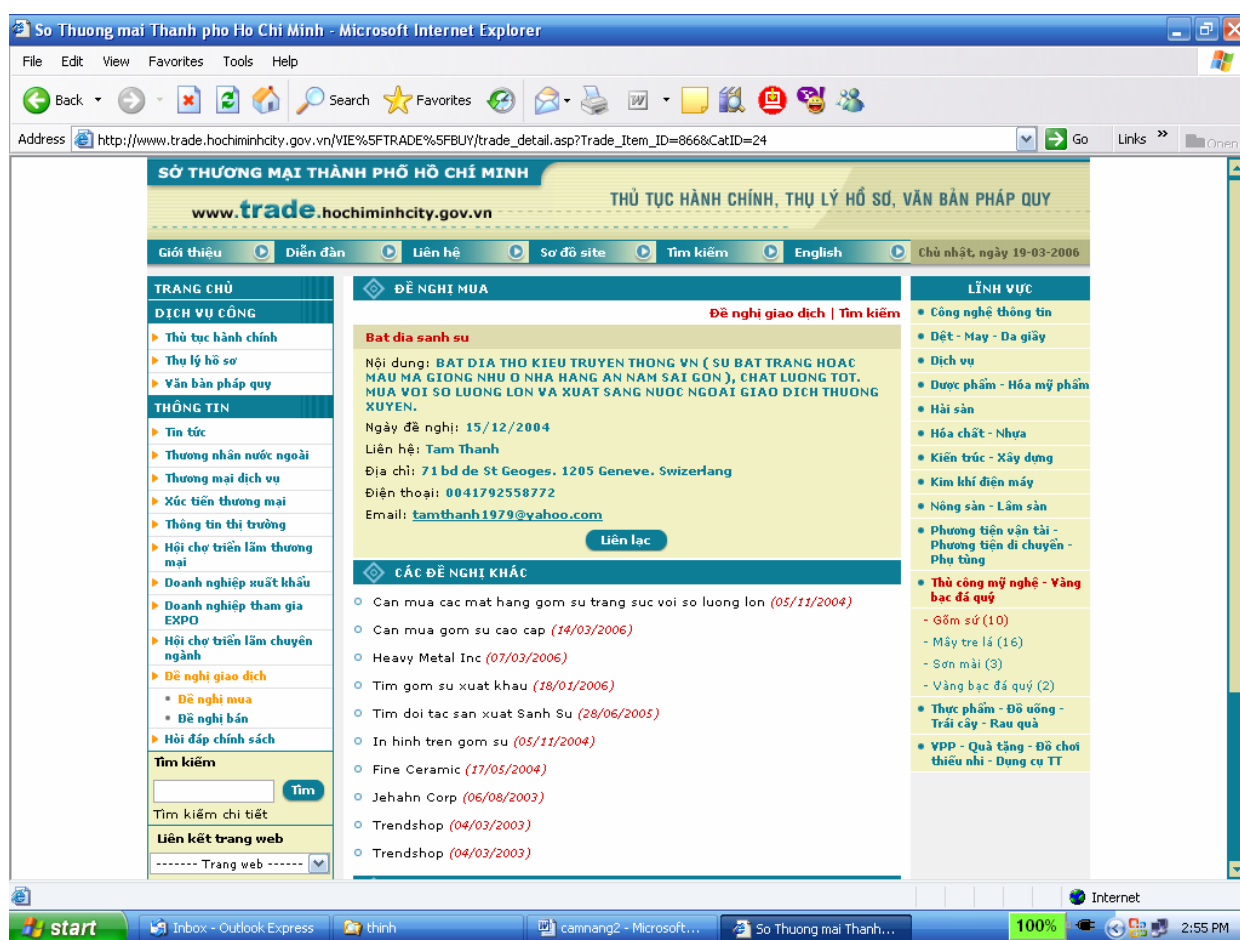 So Thuong mai Thanh pho Ho Chi Minh - Microsoft Internet Explorer
File Edit View Favorites Tools Help
Back Search Favorites
Address http://www.trade.hochiminhcity.gov.vn/VIE%5FTRADE%5FBUY/trade_detail.asp?Trade_Item_ID=866&CatID=24 Go Links »
SỞ THƯƠNG MẠI THÀNH PHỐ HỒ CHÍ MINH
www.trade.hochiminhcity.gov.vn
THỦ TỤC HÀNH CHÍNH, THỤ LÝ HỒ SƠ, VĂN BẢN PHÁP QUY
Giới thiệu Diễn đàn Liên hệ Sơ đồ site Tìm kiếm English Chủ nhật, ngày 19-03-2006
TRANG CHỦ
DỊCH VỤ CÔNG
Thủ tục hành chính
Thụ lý hồ sơ
Văn bản pháp quy
THÔNG TIN
Tin tức
Thương nhân nước ngoài
Thương mại dịch vụ
Xúc tiến thương mại
Thông tin thị trường
Hội chợ triển lãm thương
mại
Doanh nghiệp xuất khẩu
Doanh nghiệp tham gia
EXPO
Hội chợ triển lãm chuyên
ngành
Đề nghị giao dịch
Đề nghị mua
Đề nghị bán
Hỏi đáp chính sách
Tìm kiếm
Tìm
Tìm kiếm chi tiết
Liên kết trang web
------- Trang web ------
ĐỀ NGHỊ MUA
Đề nghị giao dịch | Tìm kiếm
Bat dia sanh su
Nội dung: BAT DIA THO KIEU TRUYEN THONG VN ( SU BAT TRANG HOAC
MAU MA GIONG NHU O NHA HANG AN NAM SAI GON ), CHAT LUONG TOT.
MUA VOI SO LUONG LON VA XUAT SANG NUOC NGOAI GIAO DICH THUONG
XUYEN.
Ngày đề nghị: 15/12/2004
Liên hệ: Tam Thanh
Địa chỉ: 71 bd de St Geoges. 1205 Geneve. Swizerlang
Điện thoại: 0041792558772
Email: tamthanh1979@yahoo.com
Liên lạc
CÁC ĐỀ NGHỊ KHÁC
Can mua cac mat hang gom su trang suc voi so luong lon (05/11/2004)
Can mua gom su cao cap (14/03/2006)
Heavy Metal Inc (07/03/2006)
Tim gom su xuat khau (18/01/2006)
Tim doi tac san xuat Sanh Su (28/06/2005)
In hinh tren gom su (05/11/2004)
Fine Ceramic (17/05/2004)
Jehahn Corp (06/08/2003)
Trendshop (04/03/2003)
Trendshop (04/03/2003)
LĨNH VỰC
Công nghệ thông tin
Dệt - May - Da giầy
Dịch vụ
Dược phẩm - Hóa mỹ phẩm
Hải sản
Hóa chất - Nhựa
Kiến trúc - Xây dựng
Kim khí điện máy
Nông sản - Lâm sản
Phương tiện vận tải -
Phương tiện di chuyển -
Phụ tùng
Thủ công mỹ nghệ - Vàng
bạc đá quý
- Gốm sứ (10)
- Mây tre lá (16)
- Sơn mài (3)
- Vàng bạc đá quý (2)
Thực phẩm - Đồ uống -
Trái cây - Rau quả
VPP - Quà tặng - Đồ chơi
thiếu nhi - Dụng cụ TT
Internet
start Inbox - Outlook Express thinh camnang2 - Microsoft... So Thuong mai Thanh... 100% 2:55 PM